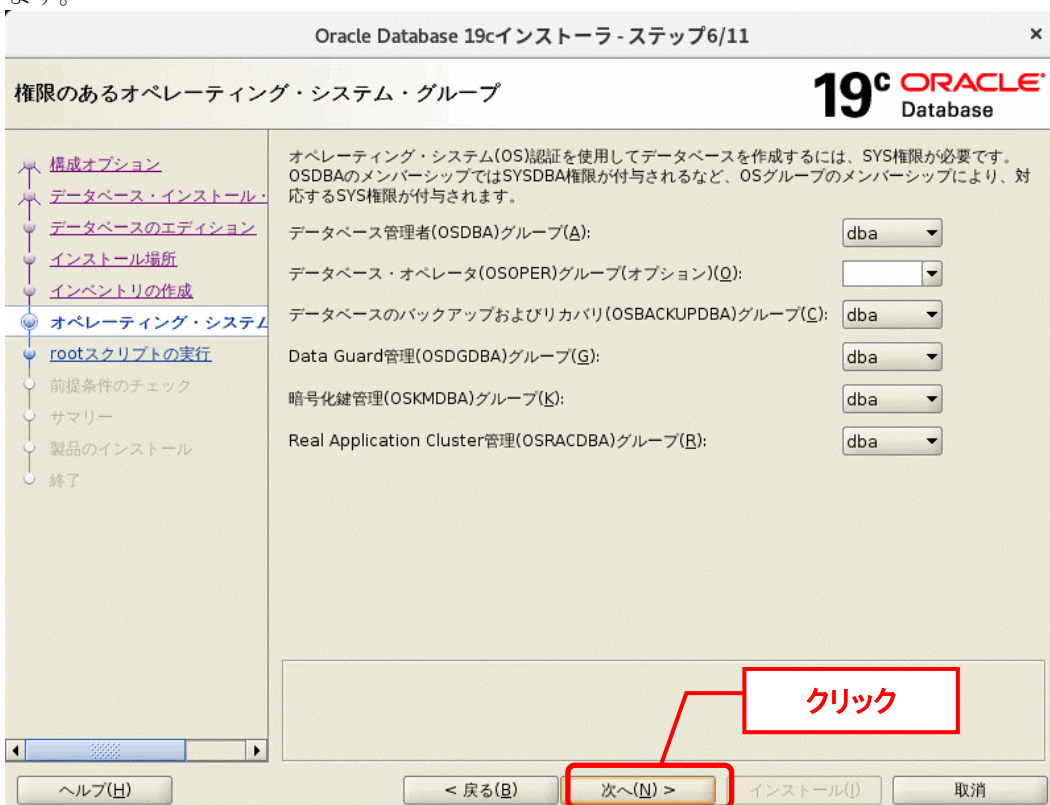 ます。
Oracle Database 19cインストーラ - ステップ6/11
×
権限のあるオペレーティング・システム・グループ
19c ORACLE
Database
構成オプション
データベース・インストール・
データベースのエディション
インストール場所
インベントリの作成
オペレーティング・システム
rootスクリプトの実行
前提条件のチェック
サマリー
製品のインストール
終了
オペレーティング・システム(OS)認証を使用してデータベースを作成するには、SYS権限が必要です。
OSDBAのメンバーシップではSYSDBA権限が付与されるなど、OSグループのメンバーシップにより、対
応するSYS権限が付与されます。
データベース管理者(OSDBA)グループ(A): dba
データベース・オペレータ(OSOPER)グループ(オプション)(O):
データベースのバックアップおよびリカバリ(OSBACKUPDBA)グループ(C): dba
Data Guard管理(OSDGDBA)グループ(G): dba
暗号化鍵管理(OSKMDBA)グループ(K): dba
Real Application Cluster管理(OSRACDBA)グループ(R): dba
クリック
ヘルプ(H) < 戻る(B) 次へ(N) > インストール(I) 取消